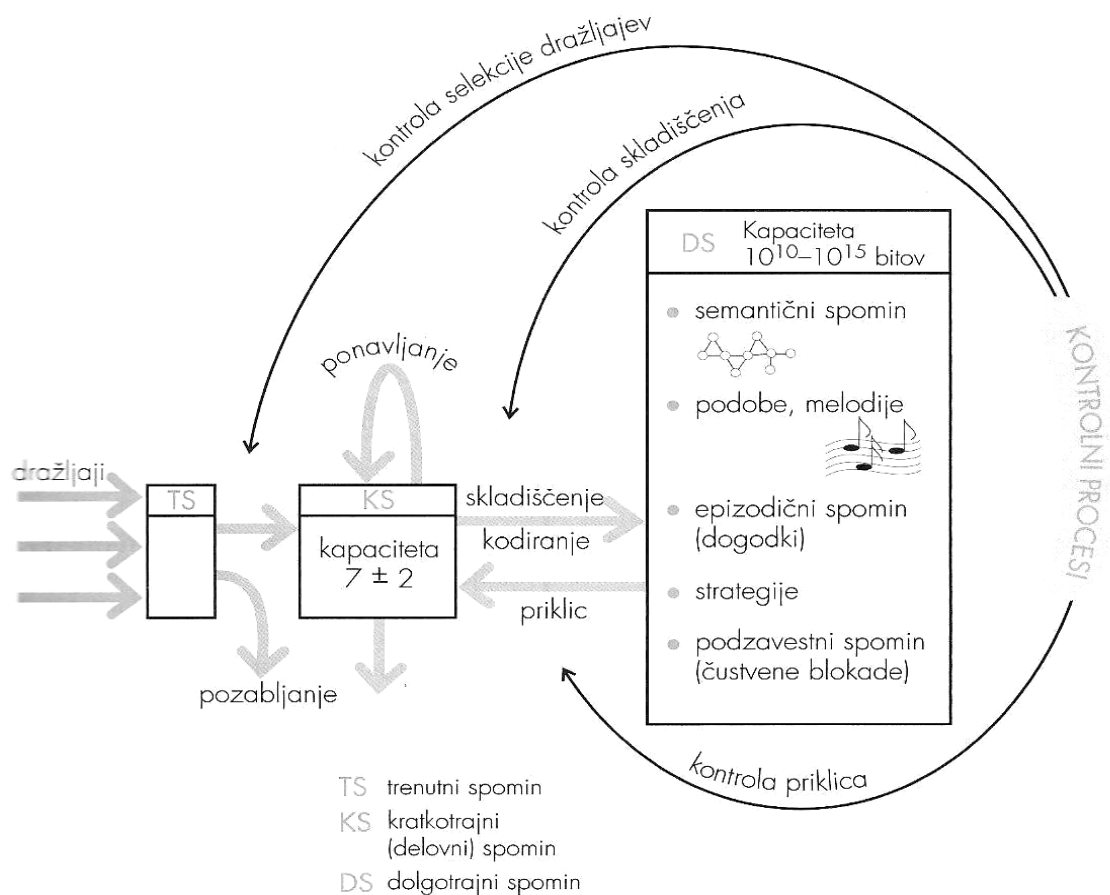 kontrola selekcije dražljajev
kontrola skladiščenja
DS Kapaciteta
10¹⁰–10¹⁵ bitov
semantični spomin
podobe, melodije
epizodični spomin
(dogodki)
strategije
podzavestni spomin
(čustvene blokade)
KONTROLNI PROCESI
ponavljanje
dražljaji
TS
KS
kapaciteta
7 ± 2
skladiščenje
kodiranje
priklic
pozabljanje
kontrola priklica
TS trenutni spomin
KS kratkotrajni
(delovni) spomin
DS dolgotrajni spomin